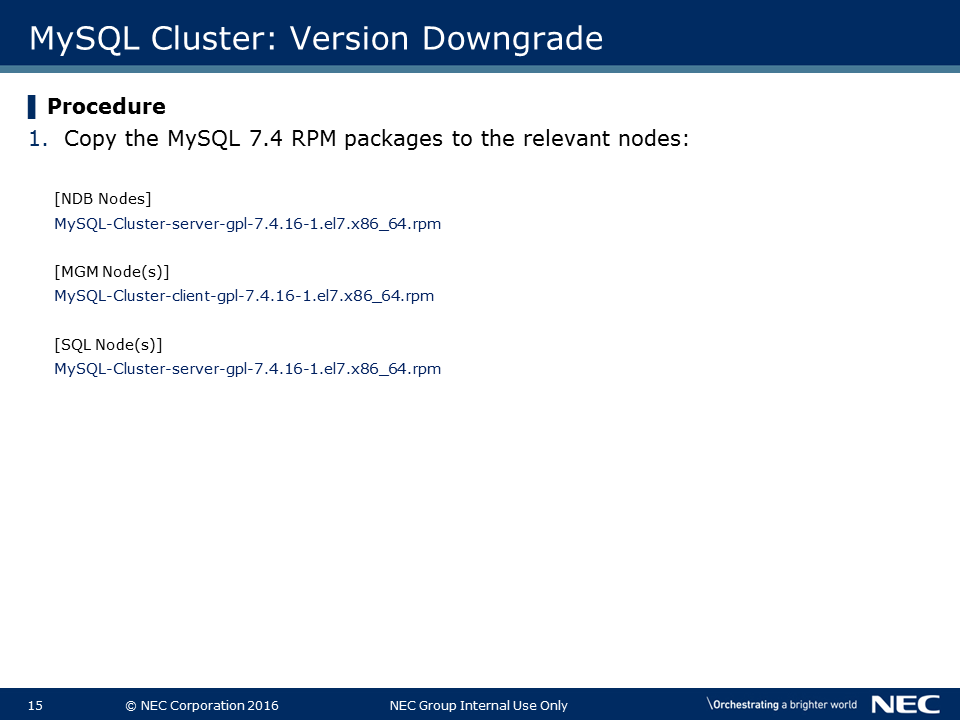 MySQL Cluster: Version Downgrade
Procedure
1. Copy the MySQL 7.4 RPM packages to the relevant nodes:
[NDB Nodes]
MySQL-Cluster-server-gpl-7.4.16-1.el7.x86_64.rpm
[MGM Node(s)]
MySQL-Cluster-client-gpl-7.4.16-1.el7.x86_64.rpm
[SQL Node(s)]
MySQL-Cluster-server-gpl-7.4.16-1.el7.x86_64.rpm
15 © NEC Corporation 2016 NEC Group Internal Use Only \Orchestrating a brighter world NEC